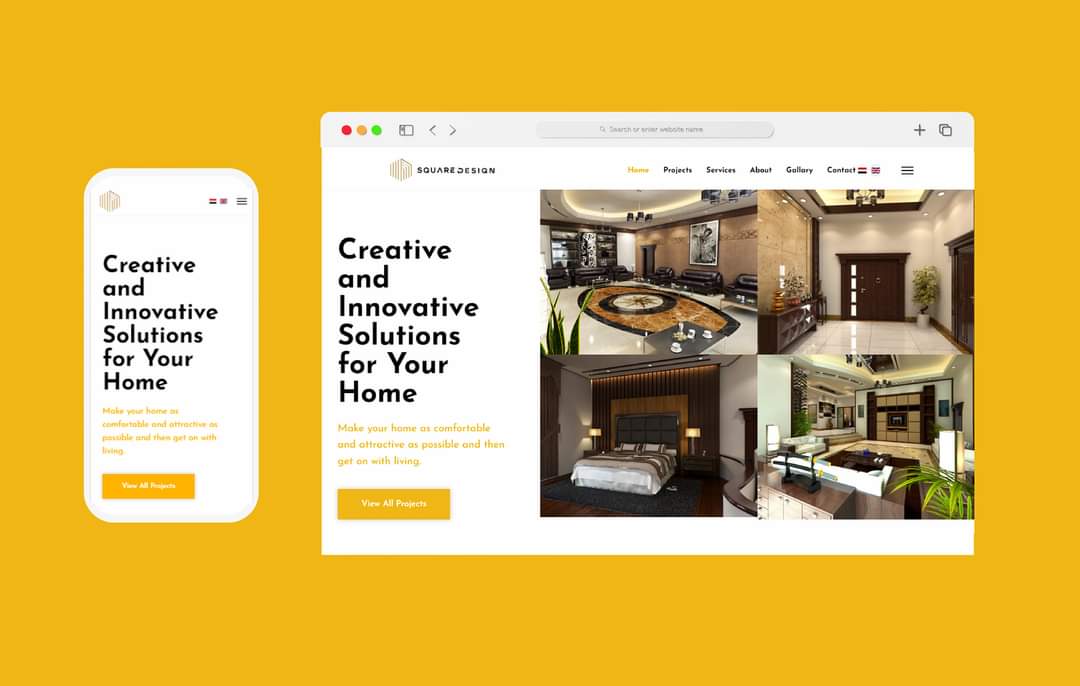 Search or enter website name
SQUAREDESIGN
Home Projects Services About Gallary Contact
Creative
and
Innovative
Solutions
for Your
Home
Make your home as
comfortable and attractive as
possible and then get on with
living.
View All Projects
Creative
and
Innovative
Solutions
for Your
Home
Make your home as comfortable
and attractive as possible and then
get on with living.
View All Projects